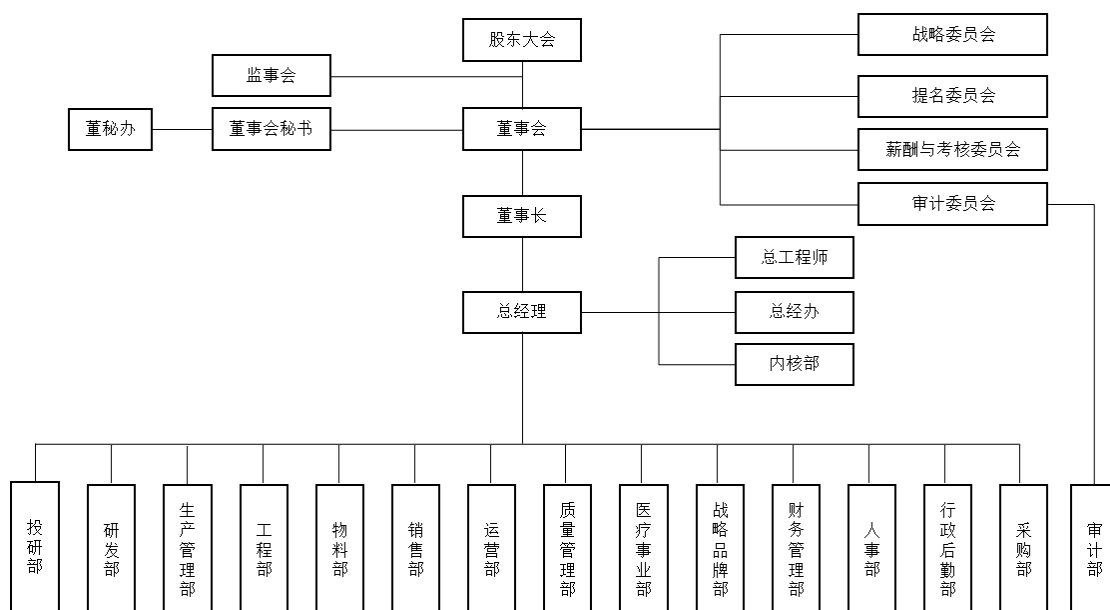 股东大会
战略委员会
监事会
提名委员会
董秘办
董事会秘书
董事会
薪酬与考核委员会
董事长
审计委员会
总工程师
总经理
总经办
内核部
投研部
研发部
生产管理部
工程部
物料部
销售部
运营部
质量管理部
医疗事业部
战略品牌部
财务管理部
人事部
行政后勤部
采购部
审计部